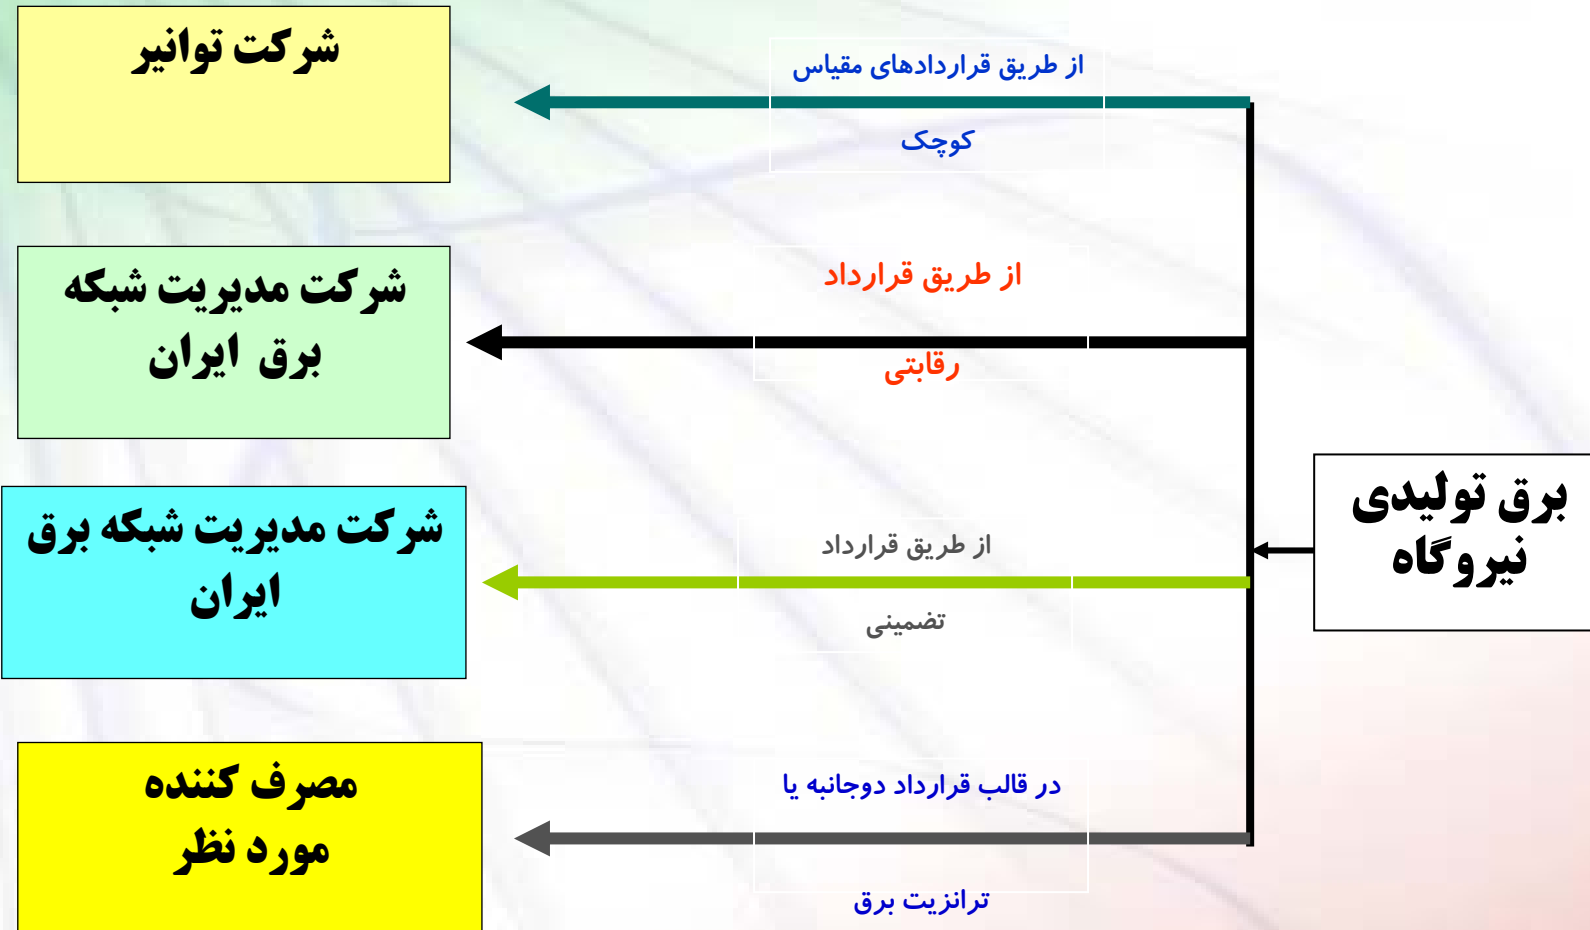 شرکت توانیر
از طریق قراردادهای مقیاس
کوچک
شرکت مدیریت شبکه
برق ایران
از طریق قرارداد
رقابتی
برق تولیدی
نیروگاه
شرکت مدیریت شبکه برق
ایران
از طریق قرارداد
تضمینی
مصرف کننده
مورد نظر
در قالب قرارداد دوجانبه یا
ترانزیت برق